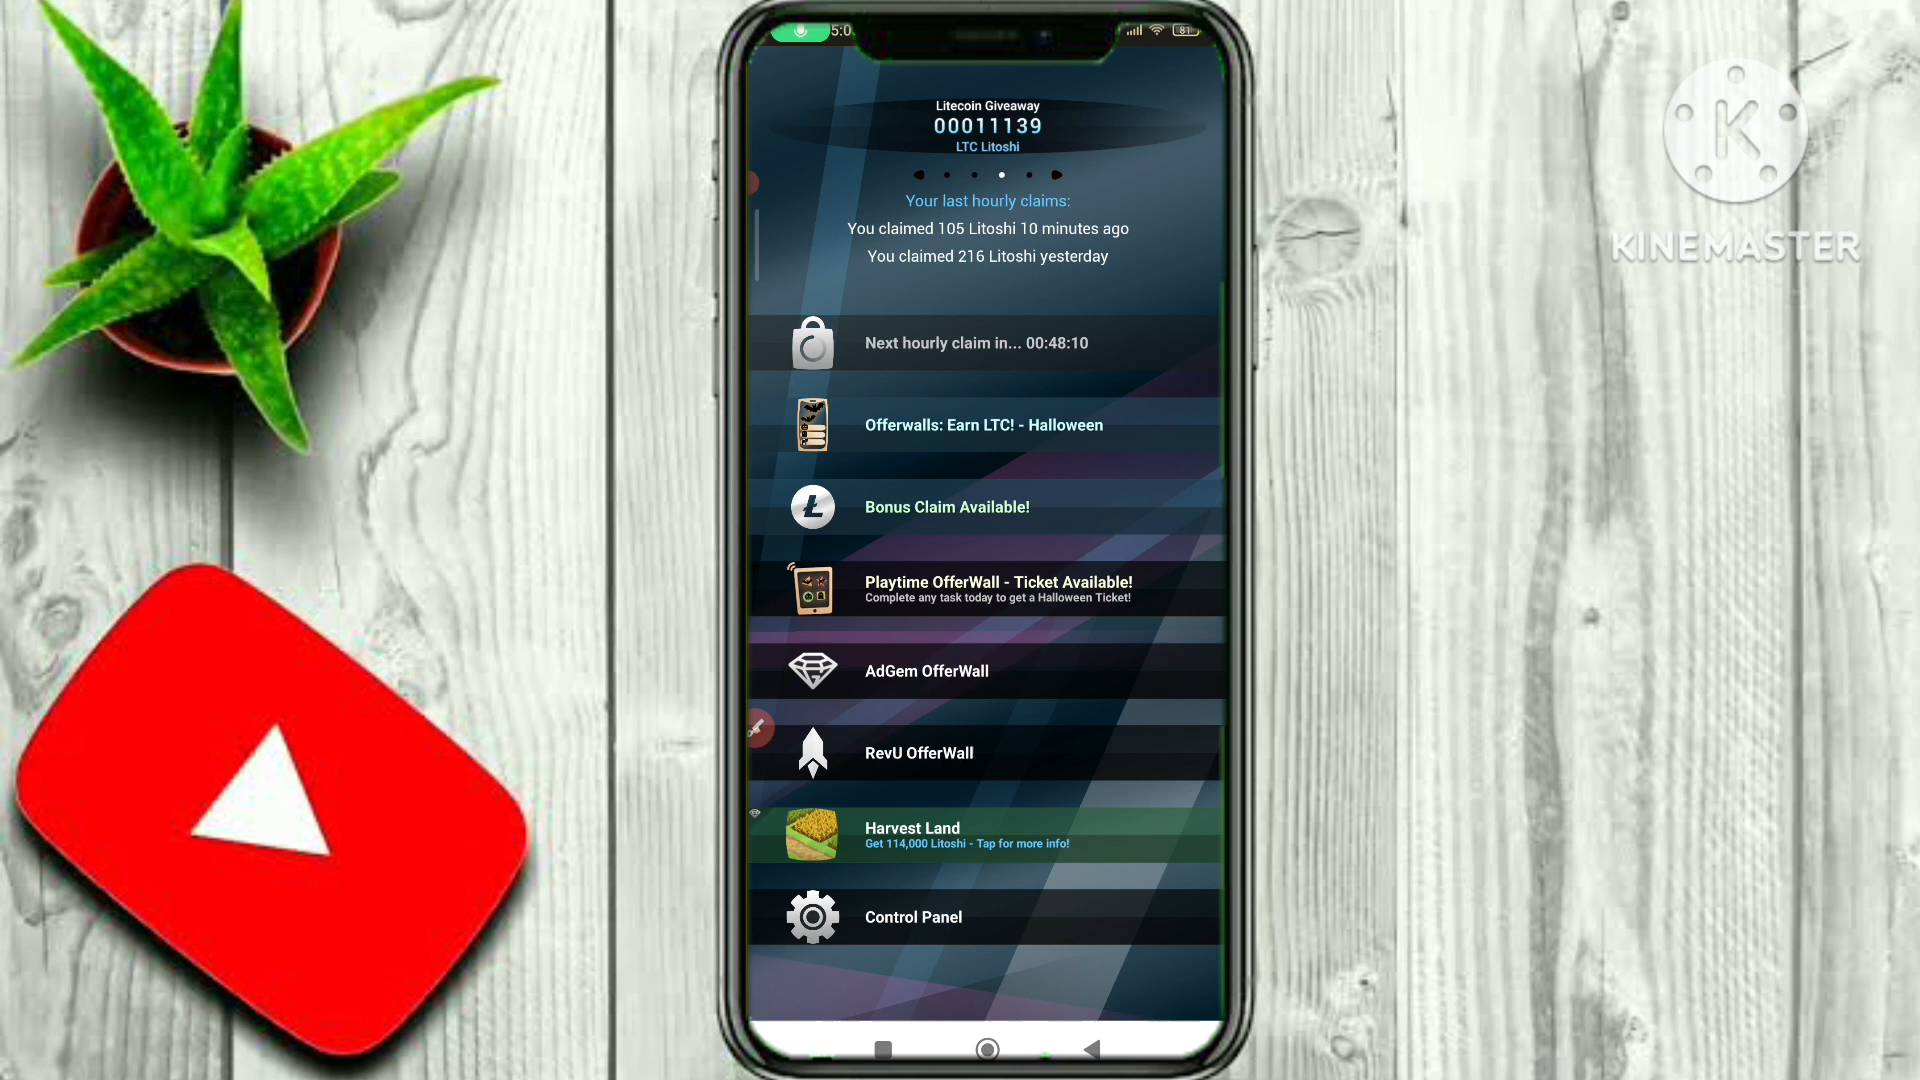 5:0
81
Litecoin Giveaway
00011139
LTC Litoshi
Your last hourly claims:
You claimed 105 Litoshi 10 minutes ago
You claimed 216 Litoshi yesterday
Next hourly claim in... 00:48:10
Offerwalls: Earn LTC! - Halloween
Bonus Claim Available!
Playtime OfferWall - Ticket Available!
Complete any task today to get a Halloween Ticket!
AdGem OfferWall
RevU OfferWall
Harvest Land
Get 114,000 Litoshi - Tap for more info!
Control Panel
K
KINEMASTER